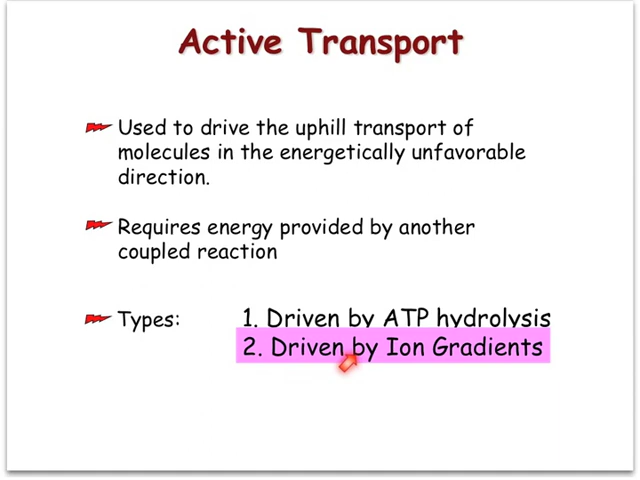 Active Transport
Used to drive the uphill transport of
molecules in the energetically unfavorable
direction.
Requires energy provided by another
coupled reaction
Types: 1. Driven by ATP hydrolysis
2. Driven by Ion Gradients